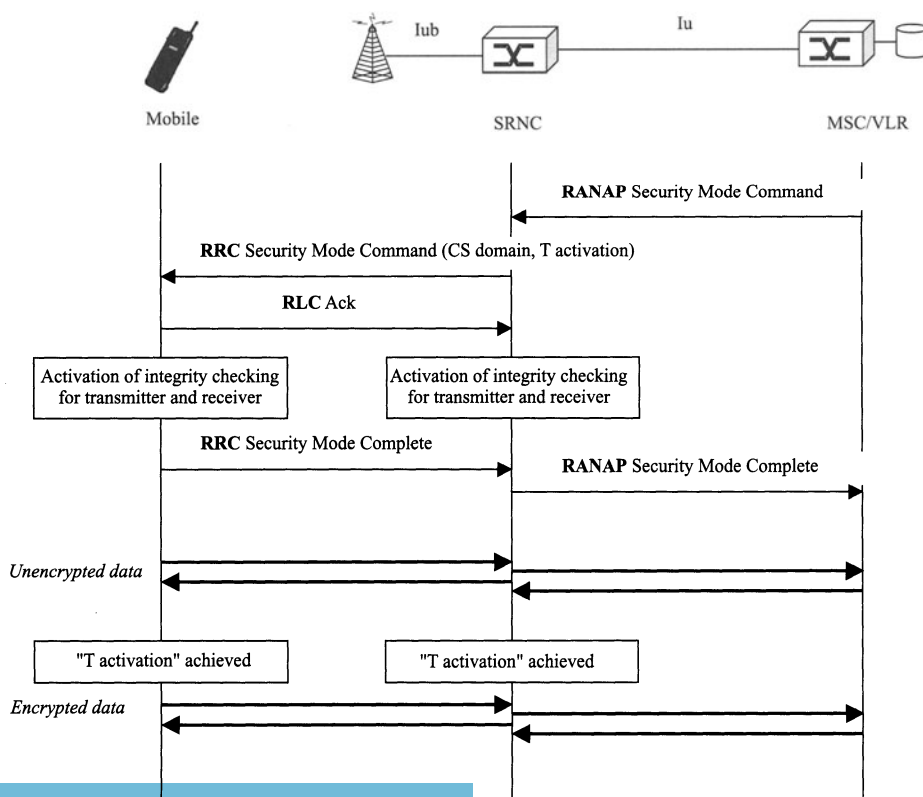 Iub
Iu
Mobile
SRNC
MSC/VLR
RANAP Security Mode Command
RRC Security Mode Command (CS domain, T activation)
RLC Ack
Activation of integrity checking
for transmitter and receiver
Activation of integrity checking
for transmitter and receiver
RRC Security Mode Complete
RANAP Security Mode Complete
Unencrypted data
"T activation" achieved
"T activation" achieved
Encrypted data